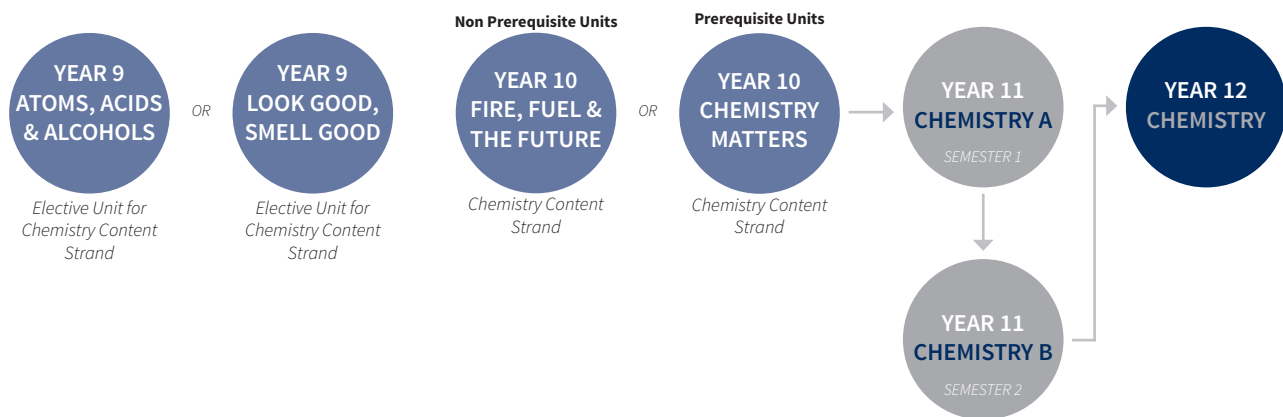 Non Prerequisite Units
Prerequisite Units
YEAR 9
ATOMS, ACIDS
& ALCOHOLS
Elective Unit for
Chemistry Content
Strand
OR
YEAR 9
LOOK GOOD,
SMELL GOOD
Elective Unit for
Chemistry Content
Strand
YEAR 10
FIRE, FUEL &
THE FUTURE
Chemistry Content
Strand
OR
YEAR 10
CHEMISTRY
MATTERS
Chemistry Content
Strand
YEAR 11
CHEMISTRY A
SEMESTER 1
YEAR 11
CHEMISTRY B
SEMESTER 2
YEAR 12
CHEMISTRY